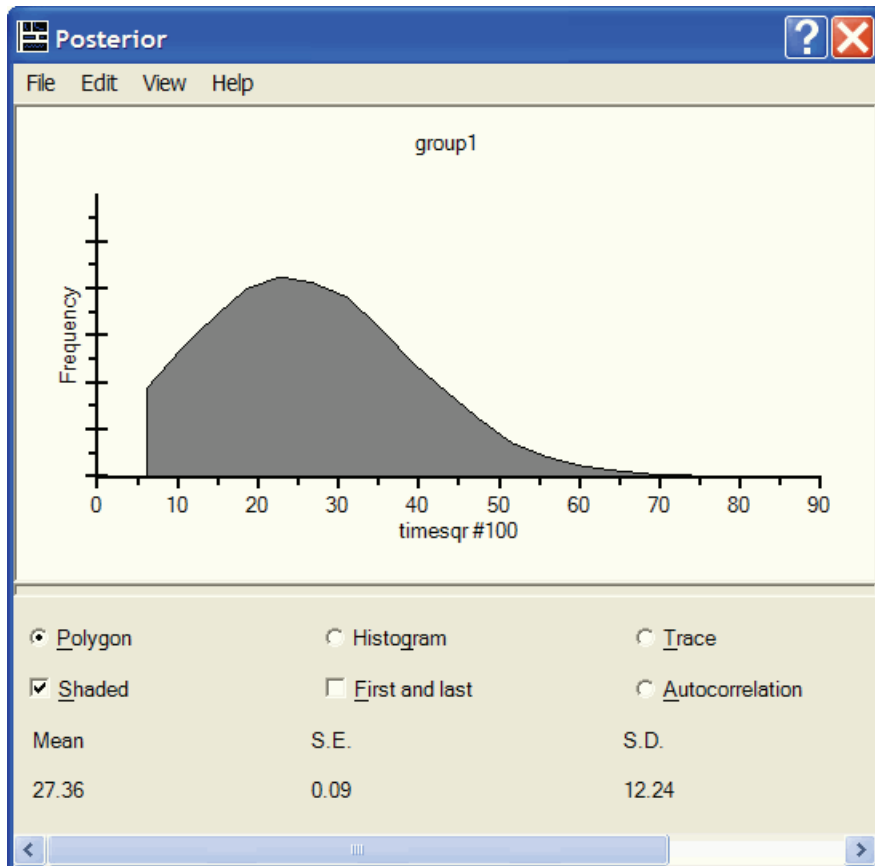 Posterior
File Edit View Help
group1
Frequency
0 10 20 30 40 50 60 70 80 90
timesqr #100
Polygon Histogram Trace
Shaded First and last Autocorrelation
Mean S.E. S.D.
27.36 0.09 12.24